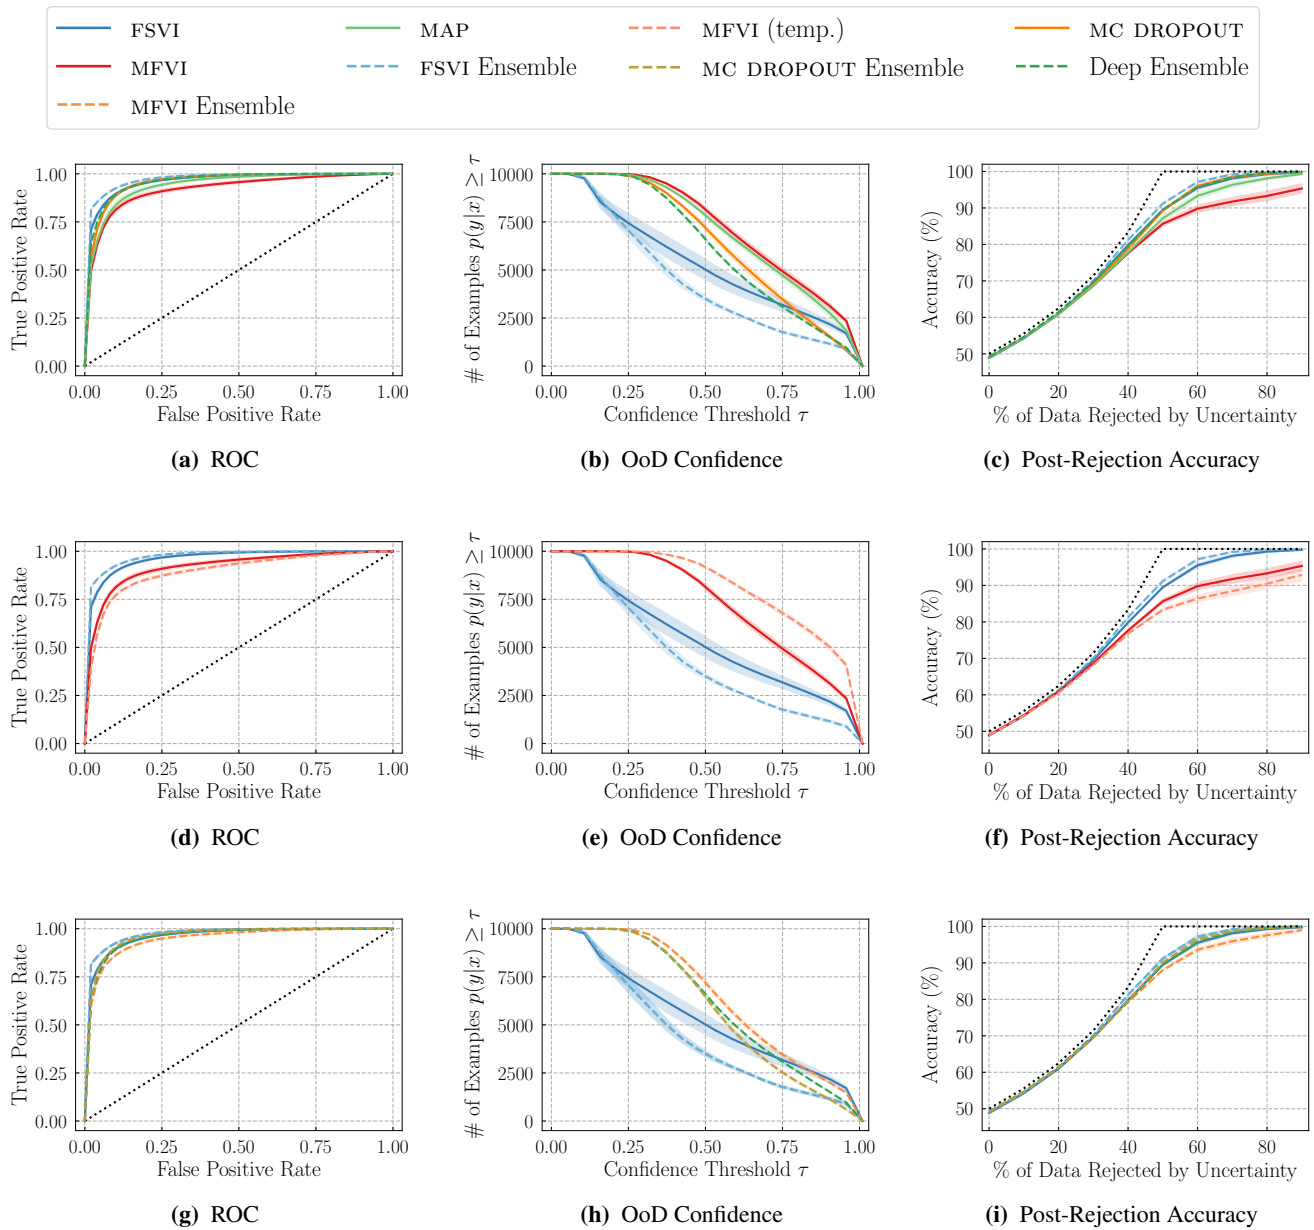 FSVI MAP MFVI (temp.) MC DROPOUT
MFVI FSVI Ensemble MC DROPOUT Ensemble Deep Ensemble
MFVI Ensemble
True Positive Rate
1.00
0.75
0.50
0.25
0.00
0.00 0.25 0.50 0.75 1.00
False Positive Rate
(a) ROC
# of Examples p(y|x) ≥ τ
10000
7500
5000
2500
0
0.00 0.25 0.50 0.75 1.00
Confidence Threshold τ
(b) OoD Confidence
Accuracy (%)
100
90
80
70
60
50
0 20 40 60 80
% of Data Rejected by Uncertainty
(c) Post-Rejection Accuracy
True Positive Rate
1.00
0.75
0.50
0.25
0.00
0.00 0.25 0.50 0.75 1.00
False Positive Rate
(d) ROC
# of Examples p(y|x) ≥ τ
10000
7500
5000
2500
0
0.00 0.25 0.50 0.75 1.00
Confidence Threshold τ
(e) OoD Confidence
Accuracy (%)
100
90
80
70
60
50
0 20 40 60 80
% of Data Rejected by Uncertainty
(f) Post-Rejection Accuracy
True Positive Rate
1.00
0.75
0.50
0.25
0.00
0.00 0.25 0.50 0.75 1.00
False Positive Rate
(g) ROC
# of Examples p(y|x) ≥ τ
10000
7500
5000
2500
0
0.00 0.25 0.50 0.75 1.00
Confidence Threshold τ
(h) OoD Confidence
Accuracy (%)
100
90
80
70
60
50
0 20 40 60 80
% of Data Rejected by Uncertainty
(i) Post-Rejection Accuracy